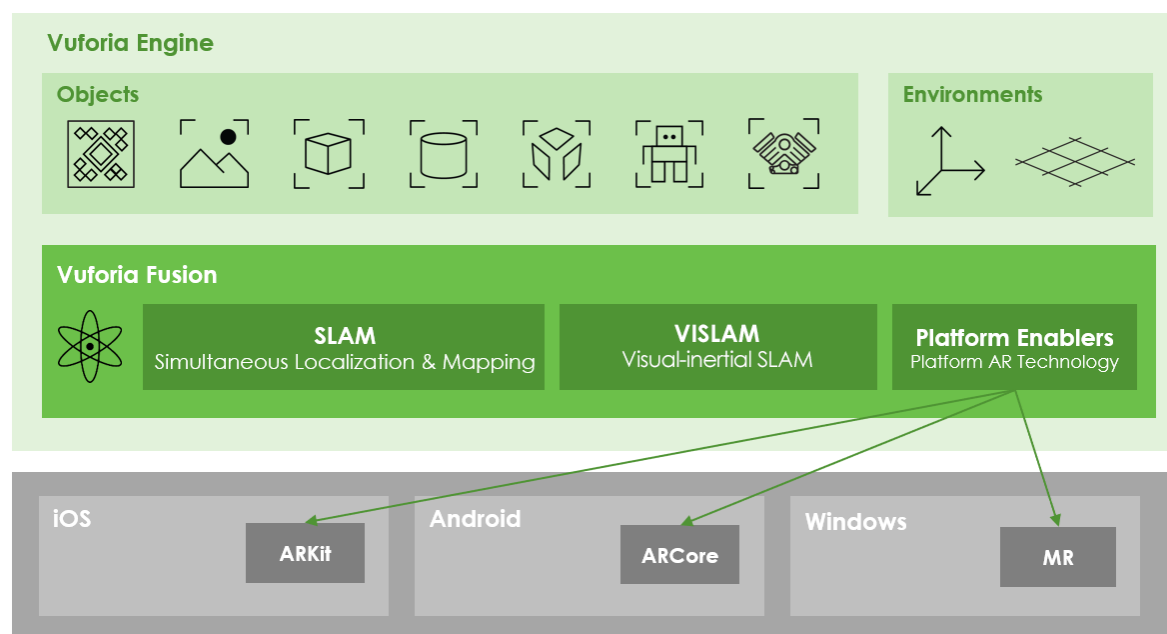 Vuforia Engine
Objects
Environments
Vuforia Fusion
SLAM
Simultaneous Localization & Mapping
VISLAM
Visual-inertial SLAM
Platform Enablers
Platform AR Technology
iOS
ARKit
Android
ARCore
Windows
MR